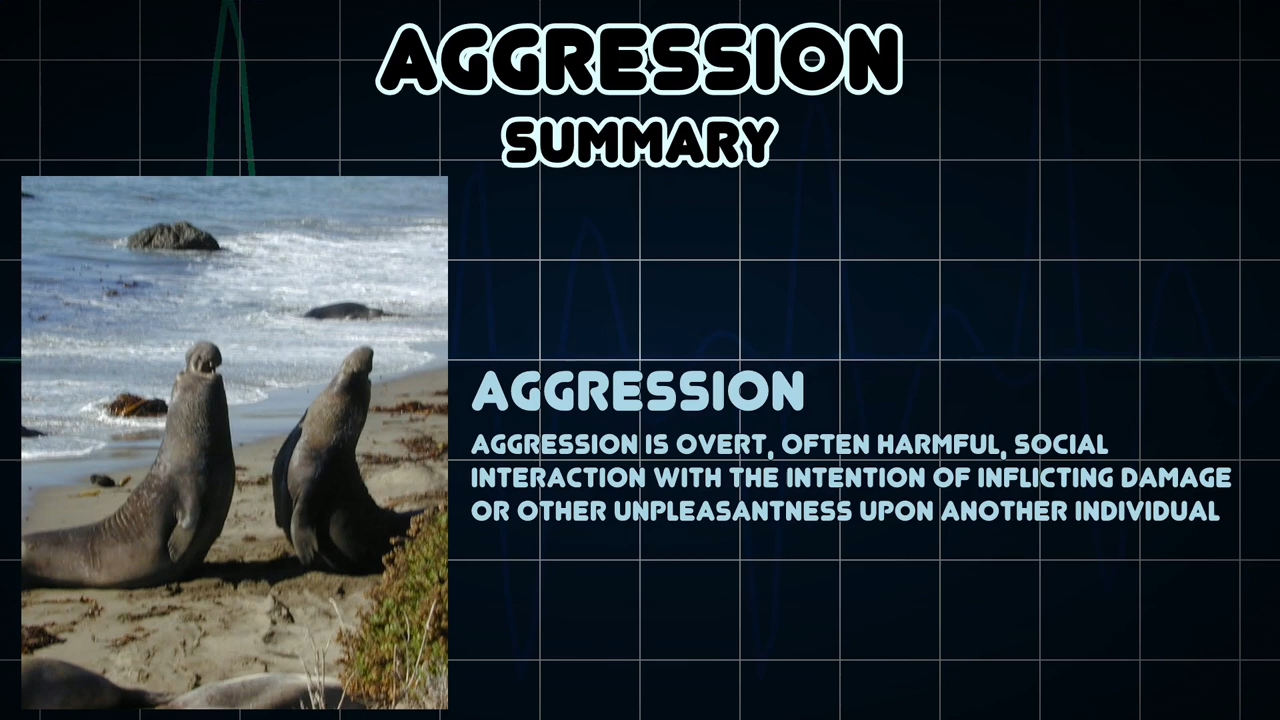 AGGRESSION
SUMMARY
AGGRESSION
AGGRESSION IS OVERT, OFTEN HARMFUL, SOCIAL
INTERACTION WITH THE INTENTION OF INFLICTING DAMAGE
OR OTHER UNPLEASANTNESS UPON ANOTHER INDIVIDUAL